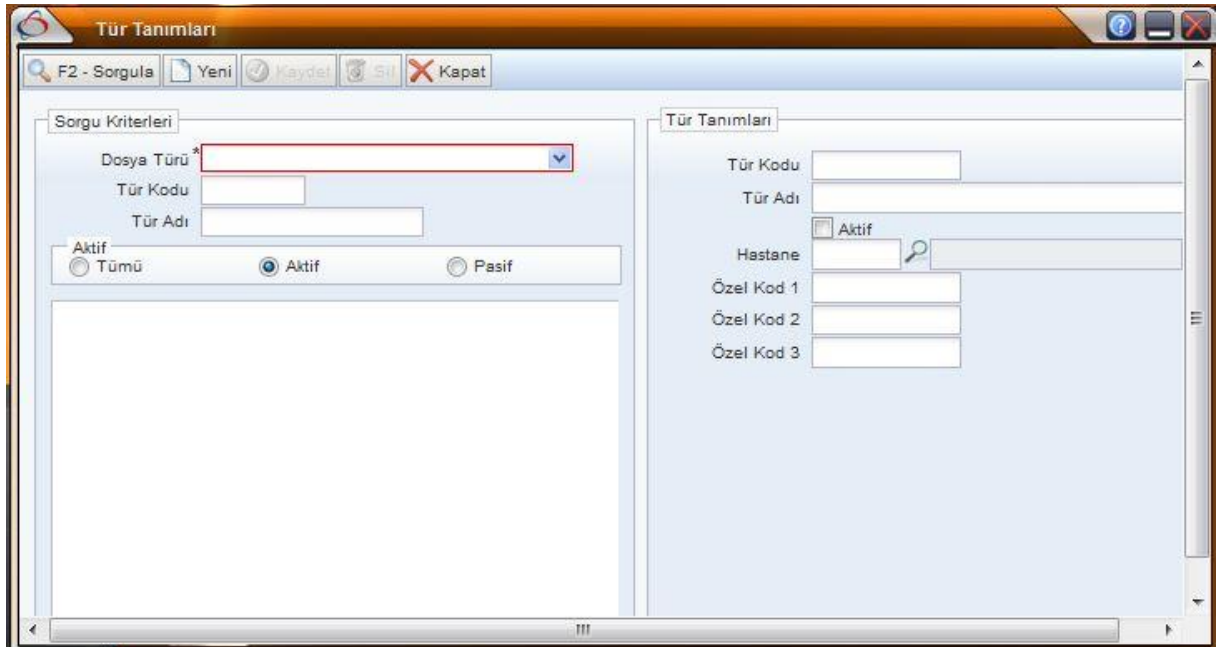 Tür Tanımları
F2 - Sorgula Yeni Kaydet Sil Kapat
Sorgu Kriterleri
Dosya Türü *
Tür Kodu
Tür Adı
Aktif
Tümü Aktif Pasif
Tür Tanımları
Tür Kodu
Tür Adı
Aktif
Hastane
Özel Kod 1
Özel Kod 2
Özel Kod 3